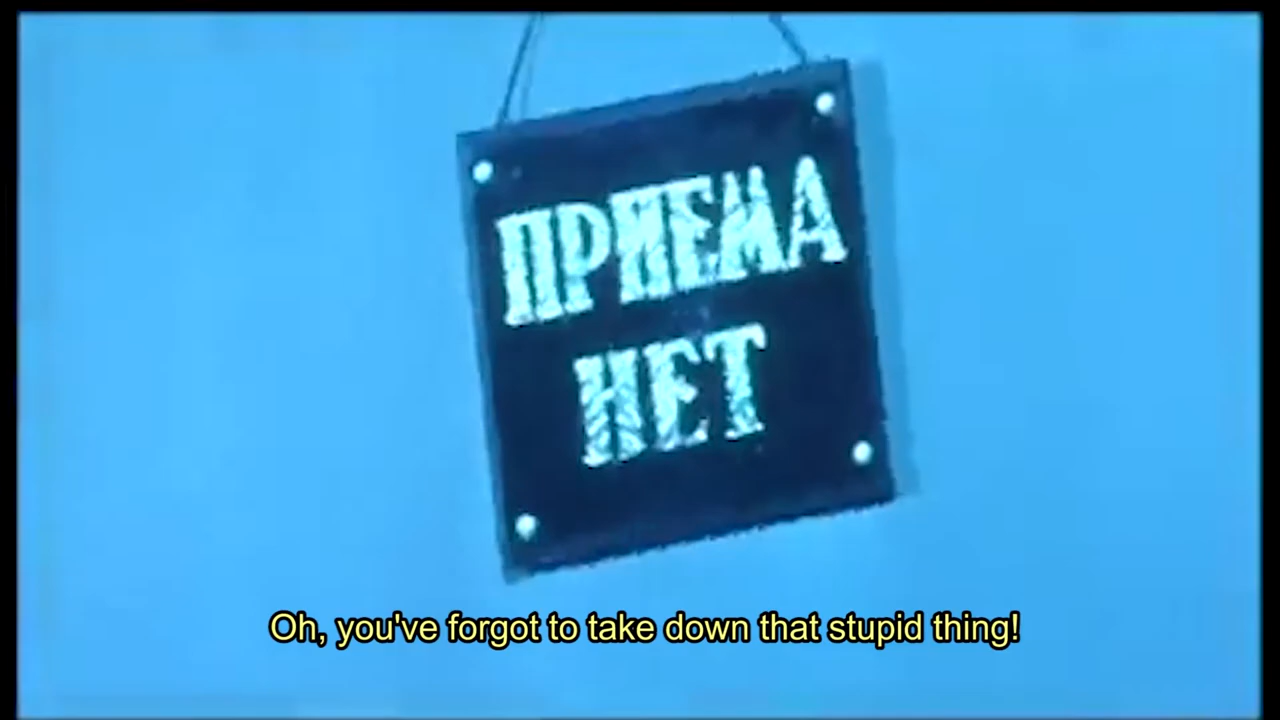 ПРИЕМА
НЕТ
Oh, you've forgot to take down that stupid thing!